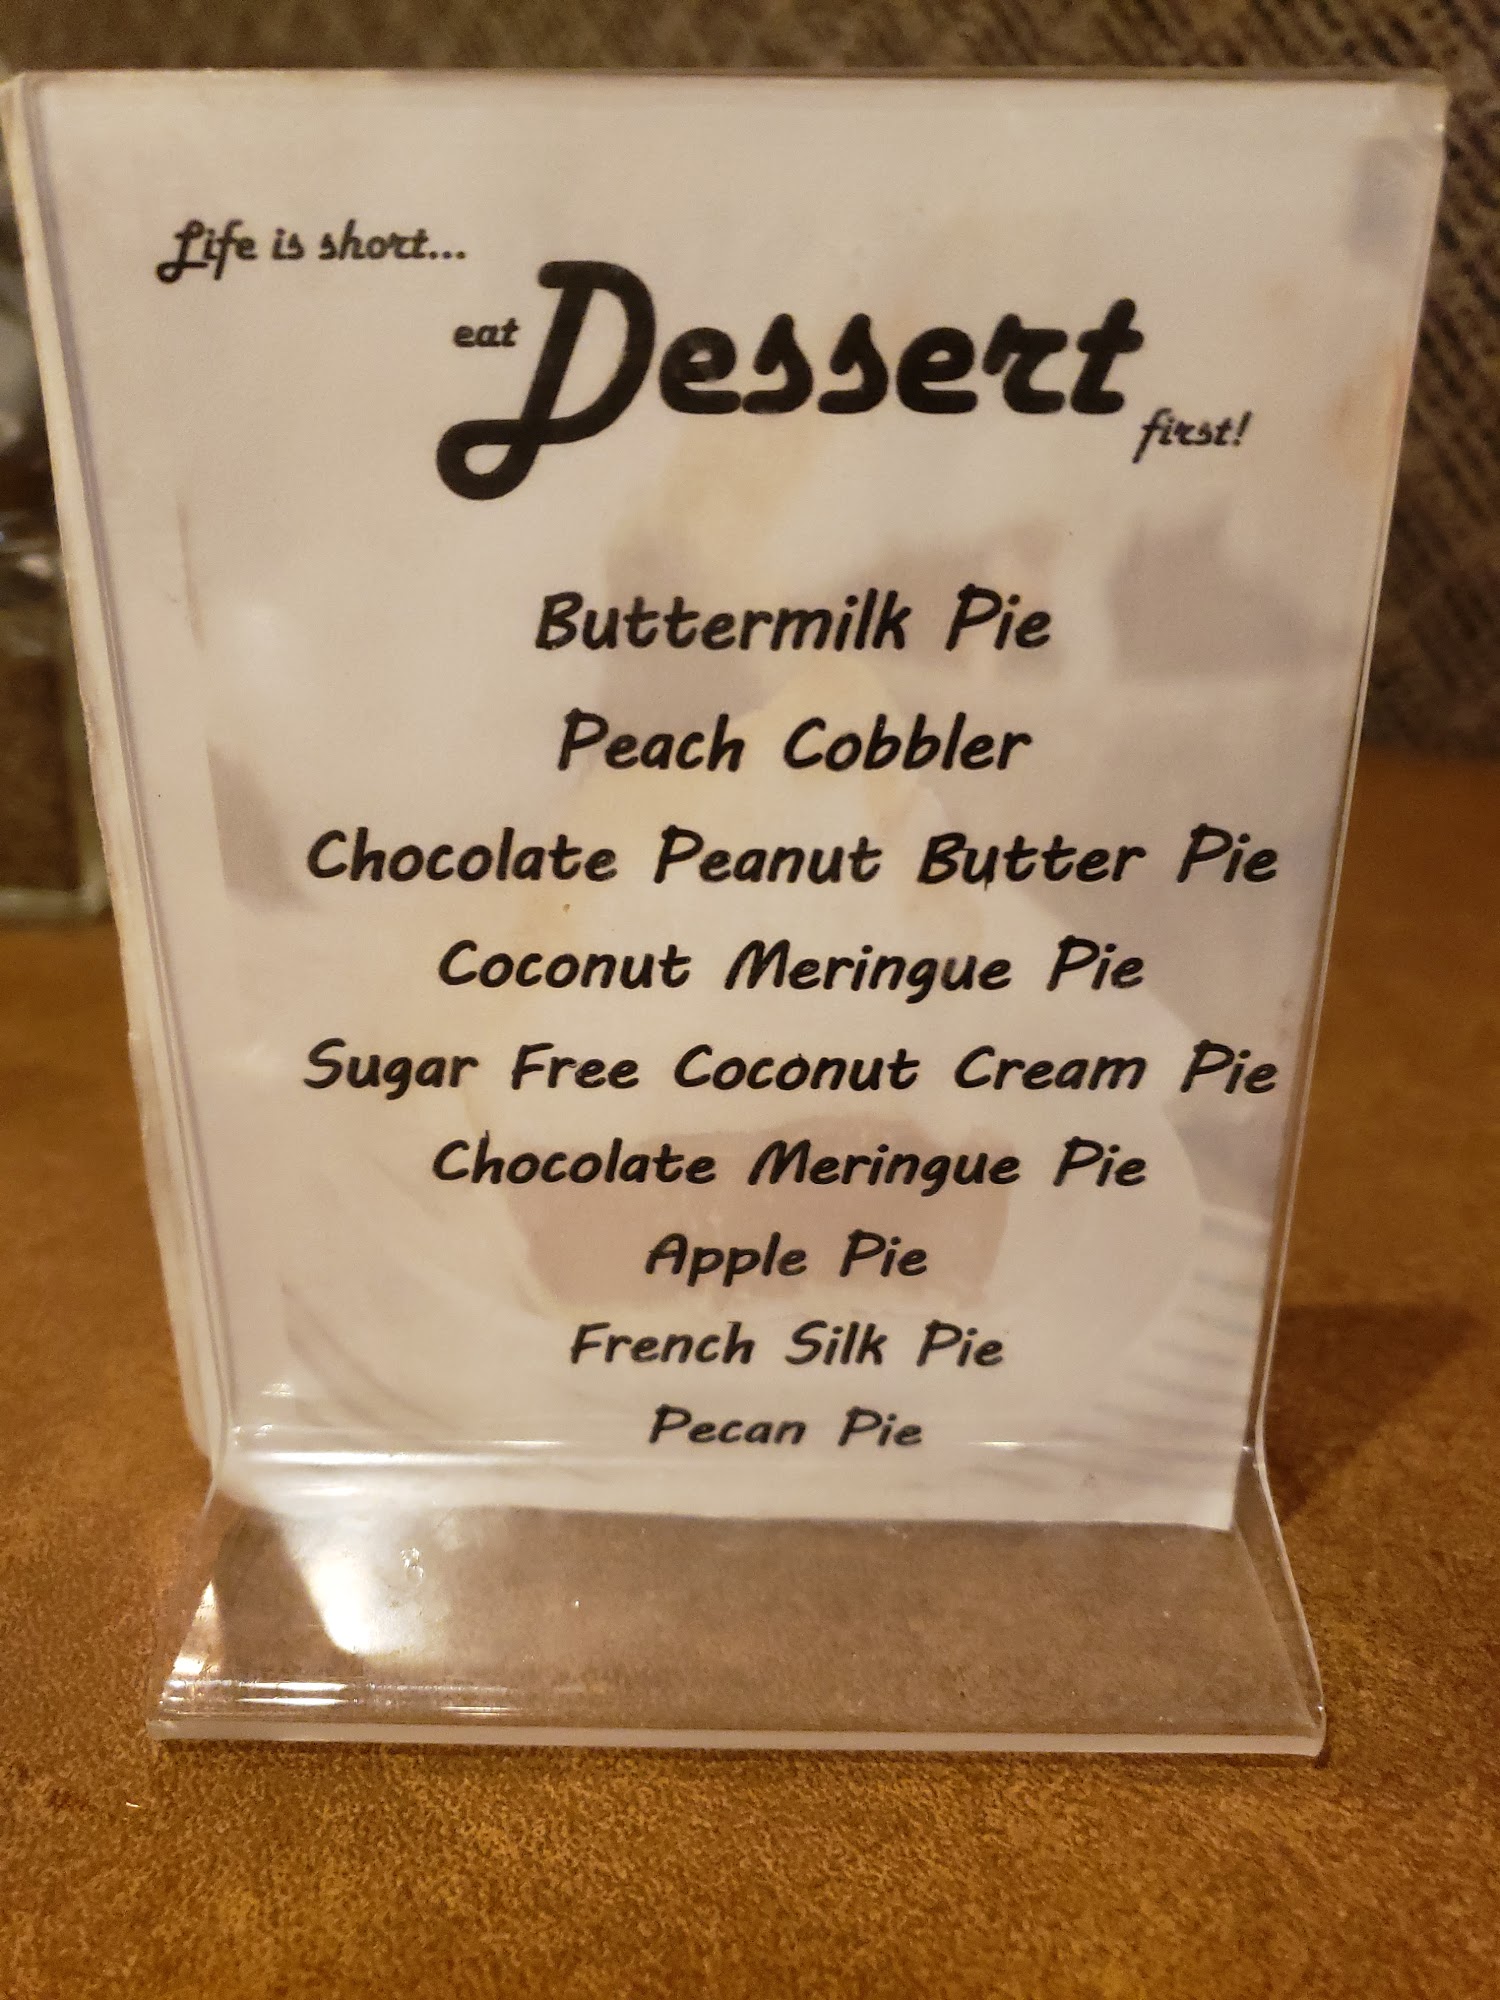 Life is short...
eat Dessert first!
Buttermilk Pie
Peach Cobbler
Chocolate Peanut Butter Pie
Coconut Meringue Pie
Sugar Free Coconut Cream Pie
Chocolate Meringue Pie
Apple Pie
French Silk Pie
Pecan Pie